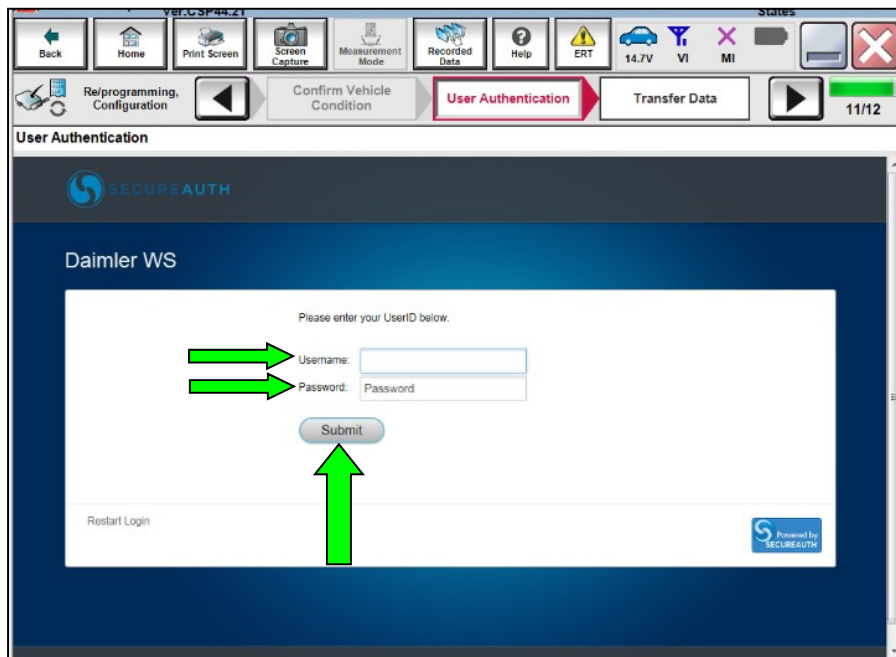 Ver.CSP44.21
States
Back
Home
Print Screen
Screen
Capture
Measurement
Mode
Recorded
Data
Help
ERT
14.7V
VI
MI
Re/programming,
Configuration
Confirm Vehicle
Condition
User Authentication
Transfer Data
11/12
User Authentication
SECUREAUTH
Daimler WS
Please enter your UserID below.
Username:
Password: Password
Submit
Restart Login
Powered by
SECUREAUTH